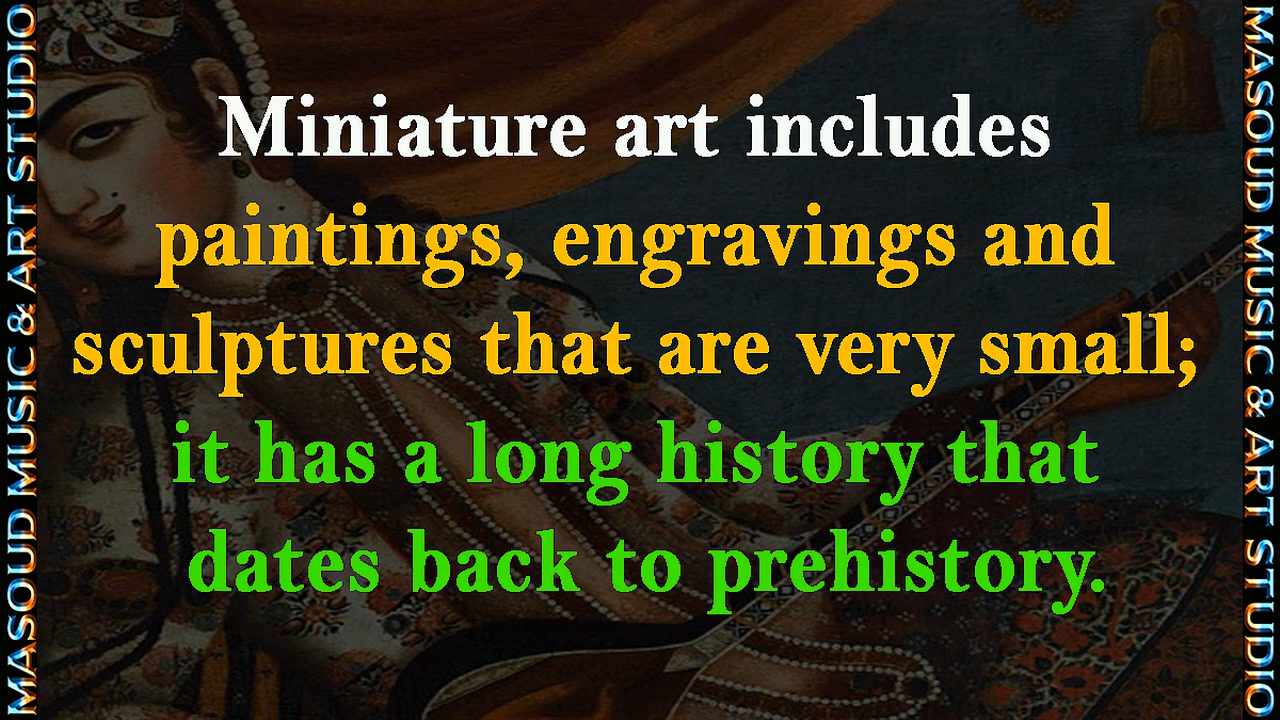 MASOUD MUSIC & ART STUDIO
Miniature art includes
paintings, engravings and
sculptures that are very small;
it has a long history that
dates back to prehistory.
MASOUD MUSIC & ART STUDIO